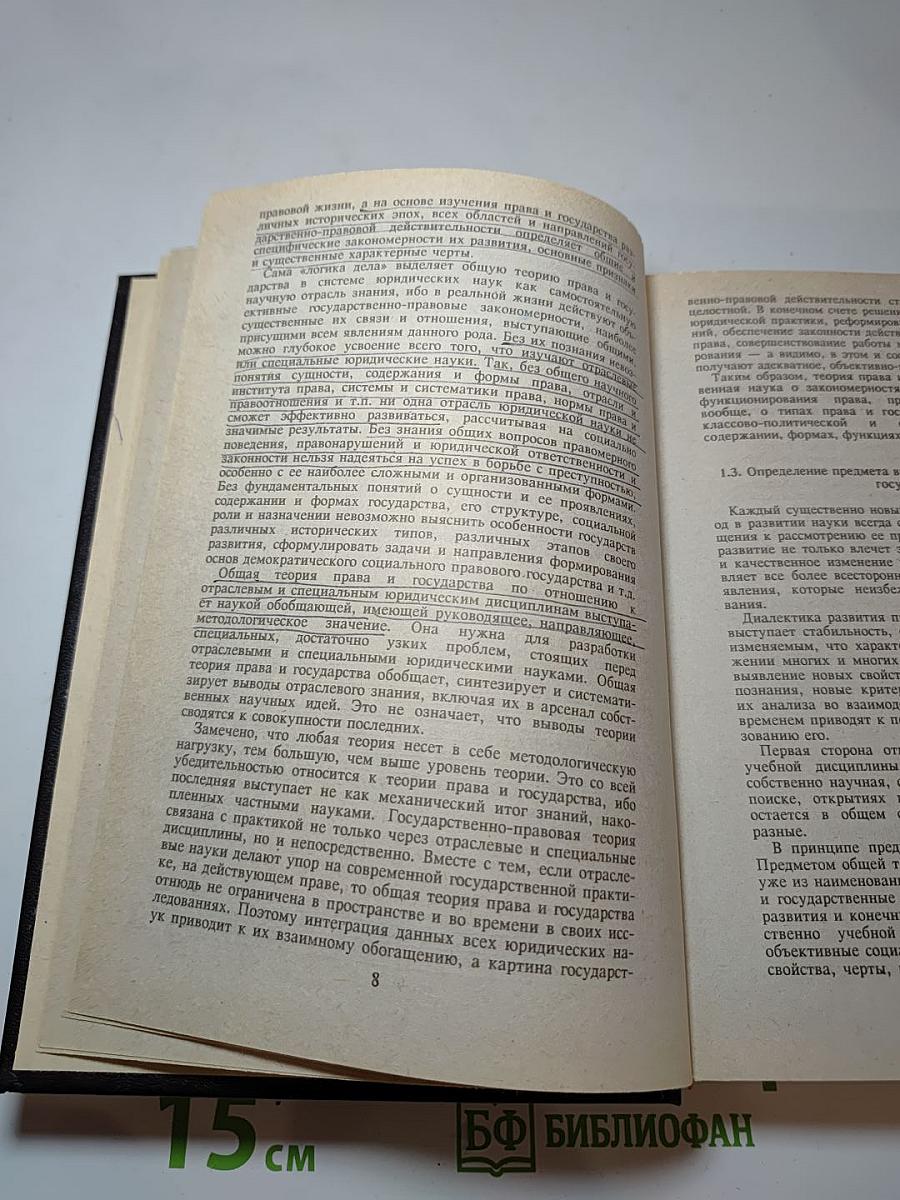 правовой жизни, а на основе изучения права и государства раз-
личных исторических эпох, всех областей и направлений госу-
дарственно-правовой действительности определяет общие и
специфические закономерности их развития, основные признаки
и существенные характерные черты.
Сама «логика дела» выделяет общую теорию права и госу-
дарства в системе юридических наук как самостоятельную
научную отрасль знания, ибо в реальной жизни действуют объ-
ективные государственно-правовые закономерности, наиболее
существенные их связи и отношения, выступающие общими,
присущими всем явлениям данного рода. Без их познания невоз-
можно глубокое усвоение всего того, что изучают отраслевые
или специальные юридические науки. Так, без общего научного
понятия сущности, содержания и формы права, отрасли и
института права, системы и систематики права, нормы права и
правоотношения и т.п. ни одна отрасль юридической науки не
сможет эффективно развиваться, рассчитывая на социально
значимые результаты. Без знания общих вопросов правомерного
поведения, правонарушений и юридической ответственности и
законности нельзя надеяться на успех в борьбе с преступностью,
особенно с ее наиболее сложными и организованными формами.
Без фундаментальных понятий о сущности и ее проявлениях,
содержании и формах государства, его структуре, социальной
роли и назначении невозможно выяснить особенности государств
различных исторических типов, различных этапов своего
развития, сформулировать задачи и направления формирования
основ демократического социального правового государства и т.д.
Общая теория права и государства по отношению к
отраслевым и специальным юридическим дисциплинам выступа-
ет наукой обобщающей, имеющей руководящее, направляющее,
методологическое значение. Она нужна для разработки
специальных, достаточно узких проблем, стоящих перед
отраслевыми и специальными юридическими науками. Общая
теория права и государства обобщает, синтезирует и системати-
зирует выводы отраслевого знания, включая их в арсенал собст-
венных научных идей. Это не означает, что выводы теории
сводятся к совокупности последних.
Замечено, что любая теория несет в себе методологическую
нагрузку, тем большую, чем выше уровень теории. Это со всей
убедительностью относится к теории права и государства, ибо
последняя выступает не как механический итог знаний, нако-
пленных частными науками. Государственно-правовая теория
связана с практикой не только через отраслевые и специальные
дисциплины, но и непосредственно. Вместе с тем, если отрасле-
вые науки делают упор на современной государственной практи-
ке, на действующем праве, то общая теория права и государства
отнюдь не ограничена в пространстве и во времени в своих исс-
ледованиях. Поэтому интеграция данных всех юридических на-
ук приводит к их взаимному обогащению, а картина государст-
8
венно-правовой действительности ст
целостной. В конечном счете решени
юридической практики, реформирован
ний, обеспечение законности действ
права, совершенствование работы
рования — а видимо, в этом и со
получают адекватное, объективно-
Таким образом, теория права и
венная наука о закономерностях
функционирования права, пр
вообще, о типах права и гос
классово-политической и
содержании, формах, функциях
1.3. Определение предмета в
госу
Каждый существенно новы
од в развитии науки всегда
щения к рассмотрению ее пр
развитие не только влечет з
и качественное изменение
вляет все более всесторонн
явления, которые неизбеж
вания.
Диалектика развития п
выступает стабильность,
изменяемым, что характе
жении многих и многих
выявление новых свойст
познания, новые критер
их анализа во взаимод
временем приводят к по
зованию его.
Первая сторона отн
учебной дисциплины
собственно научная,
поиске, открытиях
остается в общем
разные.
В принципе пред
Предметом общей т
уже из наименован
и государственные
развития и конечн
ственно учебной
объективные соци
свойства, черты,
15 см
БФ БИБЛИОФАН